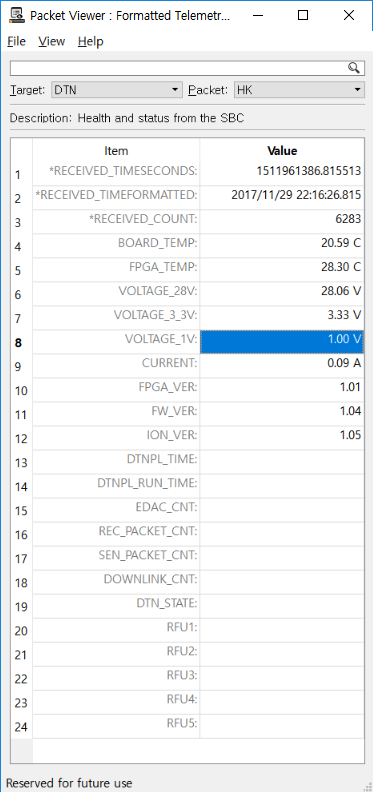 Packet Viewer : Formatted Telemetr...
File View Help
Target: DTN Packet: HK
Description: Health and status from the SBC
Item Value
1 *RECEIVED_TIMESECONDS: 1511961386.815513
2 *RECEIVED_TIMEFORMATTED: 2017/11/29 22:16:26.815
3 *RECEIVED_COUNT: 6283
4 BOARD_TEMP: 20.59 C
5 FPGA_TEMP: 28.30 C
6 VOLTAGE_28V: 28.06 V
7 VOLTAGE_3_3V: 3.33 V
8 VOLTAGE_1V: 1.00 V
9 CURRENT: 0.09 A
10 FPGA_VER: 1.01
11 FW_VER: 1.04
12 ION_VER: 1.05
13 DTNPL_TIME:
14 DTNPL_RUN_TIME:
15 EDAC_CNT:
16 REC_PACKET_CNT:
17 SEN_PACKET_CNT:
18 DOWNLINK_CNT:
19 DTN_STATE:
20 RFU1:
21 RFU2:
22 RFU3:
23 RFU4:
24 RFU5:
Reserved for future use